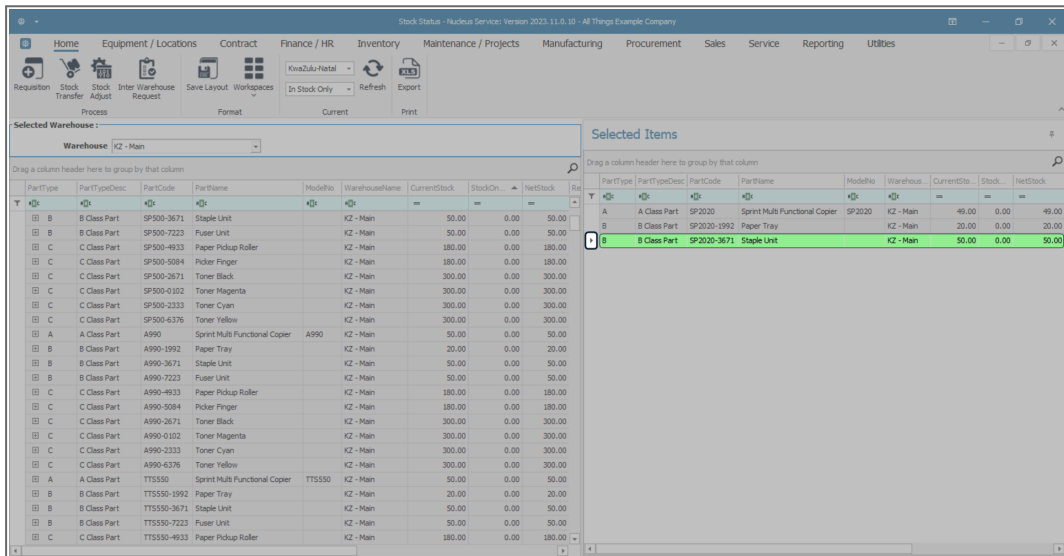 Stock Status - Nucleus Service: Version 2023.11.0.10 - All Things Example Company
Home Equipment / Locations Contract Finance / HR Inventory Maintenance / Projects Manufacturing Procurement Sales Service Reporting Utilities
Requisition Stock Transfer Stock Adjust Inter Warehouse Request Save Layout Workspaces KwaZulu-Natal In Stock Only Refresh XLS Export
Process Format Current Print
Selected Warehouse :
Warehouse KZ - Main
Drag a column header here to group by that column
PartType PartTypeDesc PartCode PartName ModelNo WarehouseName CurrentStock StockOn... NetStock Re
B B Class Part SP500-3671 Staple Unit KZ - Main 50.00 0.00 50.00
B B Class Part SP500-7223 Fuser Unit KZ - Main 50.00 0.00 50.00
C C Class Part SP500-4933 Paper Pickup Roller KZ - Main 180.00 0.00 180.00
C C Class Part SP500-5084 Picker Finger KZ - Main 180.00 0.00 180.00
C C Class Part SP500-2671 Toner Black KZ - Main 300.00 0.00 300.00
C C Class Part SP500-0102 Toner Magenta KZ - Main 300.00 0.00 300.00
C C Class Part SP500-2333 Toner Cyan KZ - Main 300.00 0.00 300.00
C C Class Part SP500-6376 Toner Yellow KZ - Main 300.00 0.00 300.00
A A Class Part A990 Sprint Multi Functional Copier A990 KZ - Main 50.00 0.00 50.00
B B Class Part A990-1992 Paper Tray KZ - Main 20.00 0.00 20.00
B B Class Part A990-3671 Staple Unit KZ - Main 50.00 0.00 50.00
B B Class Part A990-7223 Fuser Unit KZ - Main 50.00 0.00 50.00
C C Class Part A990-4933 Paper Pickup Roller KZ - Main 180.00 0.00 180.00
C C Class Part A990-5084 Picker Finger KZ - Main 180.00 0.00 180.00
C C Class Part A990-2671 Toner Black KZ - Main 300.00 0.00 300.00
C C Class Part A990-0102 Toner Magenta KZ - Main 300.00 0.00 300.00
C C Class Part A990-2333 Toner Cyan KZ - Main 300.00 0.00 300.00
C C Class Part A990-6376 Toner Yellow KZ - Main 300.00 0.00 300.00
A A Class Part TTS550 Sprint Multi Functional Copier TTS550 KZ - Main 50.00 0.00 50.00
B B Class Part TTS550-1992 Paper Tray KZ - Main 20.00 0.00 20.00
B B Class Part TTS550-3671 Staple Unit KZ - Main 50.00 0.00 50.00
B B Class Part TTS550-7223 Fuser Unit KZ - Main 50.00 0.00 50.00
C C Class Part TTS550-4933 Paper Pickup Roller KZ - Main 180.00 0.00 180.00
Selected Items
Drag a column header here to group by that column
PartType PartTypeDesc PartCode PartName ModelNo Warehous... CurrentSto... Stock... NetStock
A A Class Part SP2020 Sprint Multi Functional Copier SP2020 KZ - Main 49.00 0.00 49.00
B B Class Part SP2020-1992 Paper Tray KZ - Main 20.00 0.00 20.00
B B Class Part SP2020-3671 Staple Unit KZ - Main 50.00 0.00 50.00